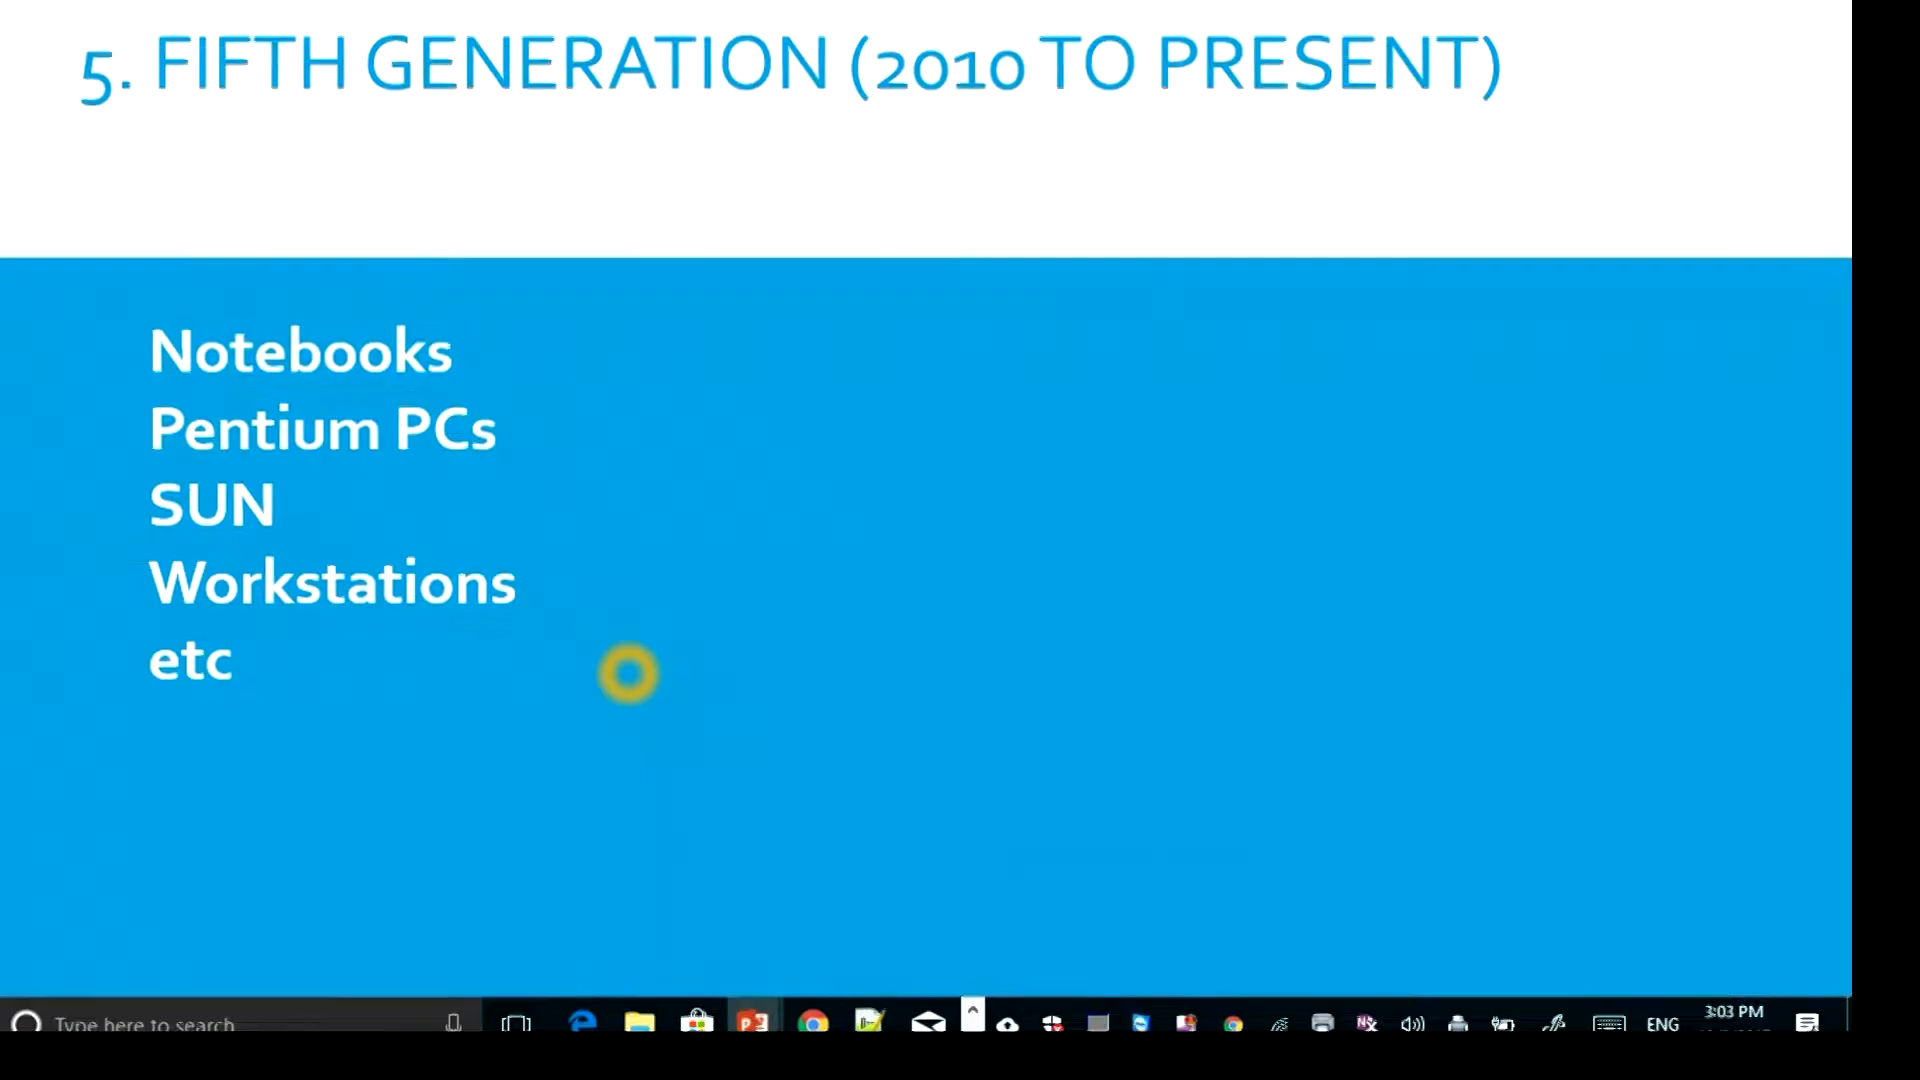 5. FIFTH GENERATION (2010 TO PRESENT)
Notebooks
Pentium PCs
SUN
Workstations
etc
Type here to search
ENG
3:03 PM